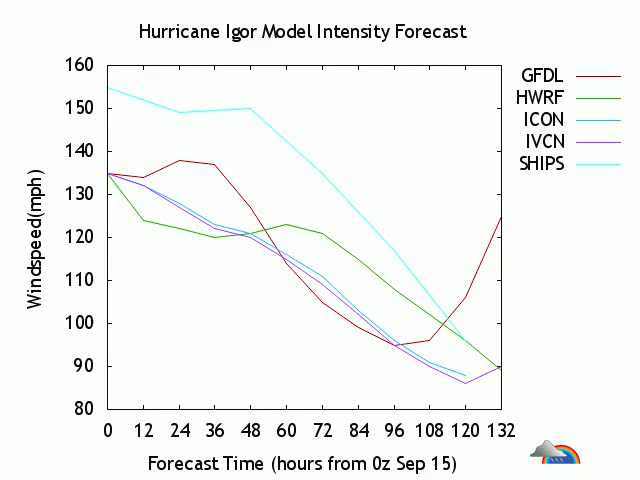 Hurricane Igor Model Intensity Forecast
GFDL
HWRF
ICON
IVCN
SHIPS
160
150
140
130
120
110
100
90
80
Windspeed(mph)
0 12 24 36 48 60 72 84 96 108 120 132
Forecast Time (hours from 0z Sep 15)